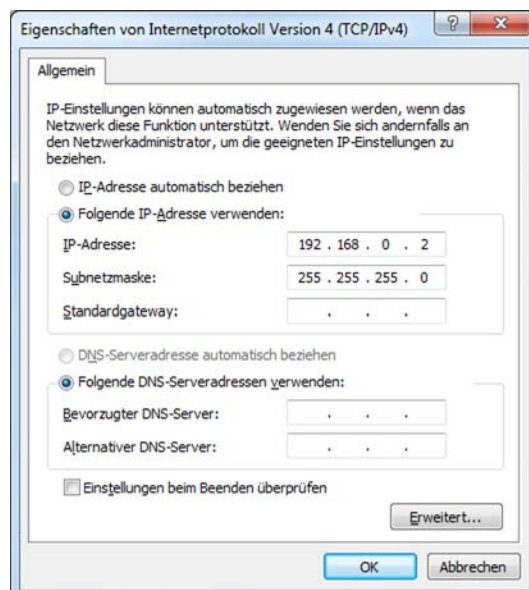 Eigenschaften von Internetprotokoll Version 4 (TCP/IPv4)
Allgemein
IP-Einstellungen können automatisch zugewiesen werden, wenn das
Netzwerk diese Funktion unterstützt. Wenden Sie sich andernfalls an
den Netzwerkadministrator, um die geeigneten IP-Einstellungen zu
beziehen.
IP-Adresse automatisch beziehen
Folgende IP-Adresse verwenden:
IP-Adresse: 192 . 168 . 0 . 2
Subnetzmaske: 255 . 255 . 255 . 0
Standardgateway: . . .
DNS-Serveradresse automatisch beziehen
Folgende DNS-Serveradressen verwenden:
Bevorzugter DNS-Server: . . .
Alternativer DNS-Server: . . .
Einstellungen beim Beenden überprüfen
Erweitert...
OK Abbrechen